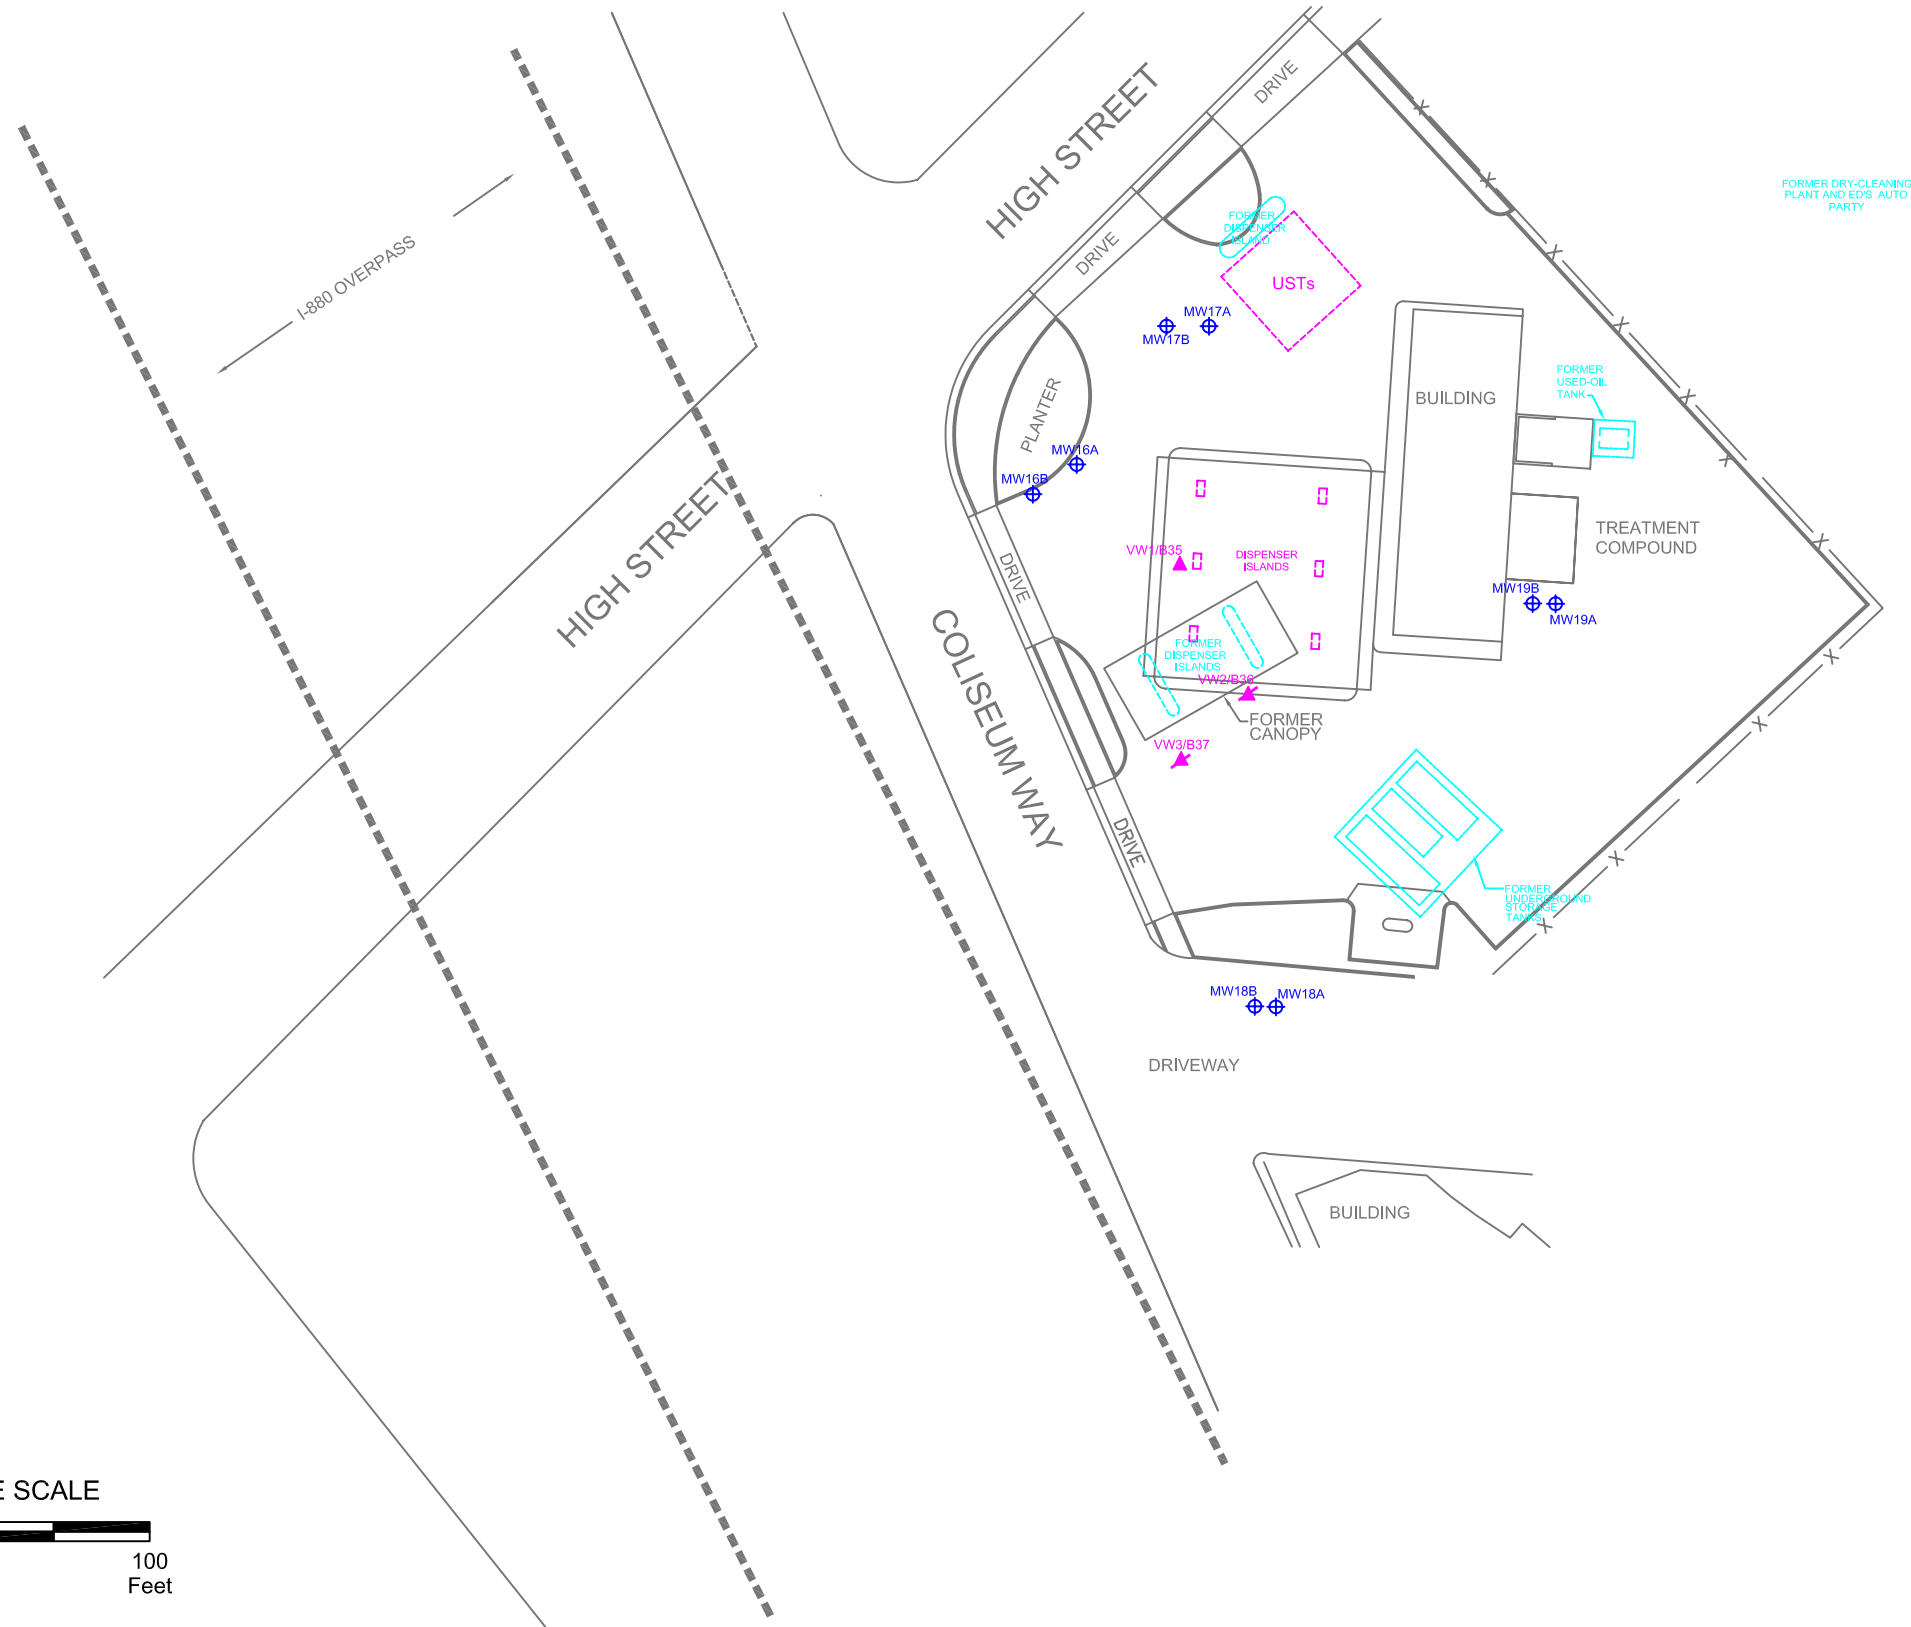 HIGH STREET
DRIVE
FORMER DRY-CLEANING
PLANT AND ED'S AUTO
PARTY
FORMER
DISPENSER
ISLAND
DRIVE
I-880 OVERPASS
USTs
MW17A
MW17B
PLANTER
BUILDING
FORMER
USED-OIL
TANK
MW16A
MW16B
HIGH STREET
DRIVE
VW1/B35
DISPENSER
ISLANDS
TREATMENT
COMPOUND
MW19B
MW19A
COLISEUM WAY
FORMER
DISPENSER
ISLANDS
VW2/B36
FORMER
CANOPY
VW3/B37
DRIVE
FORMER
UNDERGROUND
STORAGE
TANKS
X
X
X
X
X
X
X
X
X
X
X
MW18B
MW18A
DRIVEWAY
BUILDING
E SCALE
100
Feet